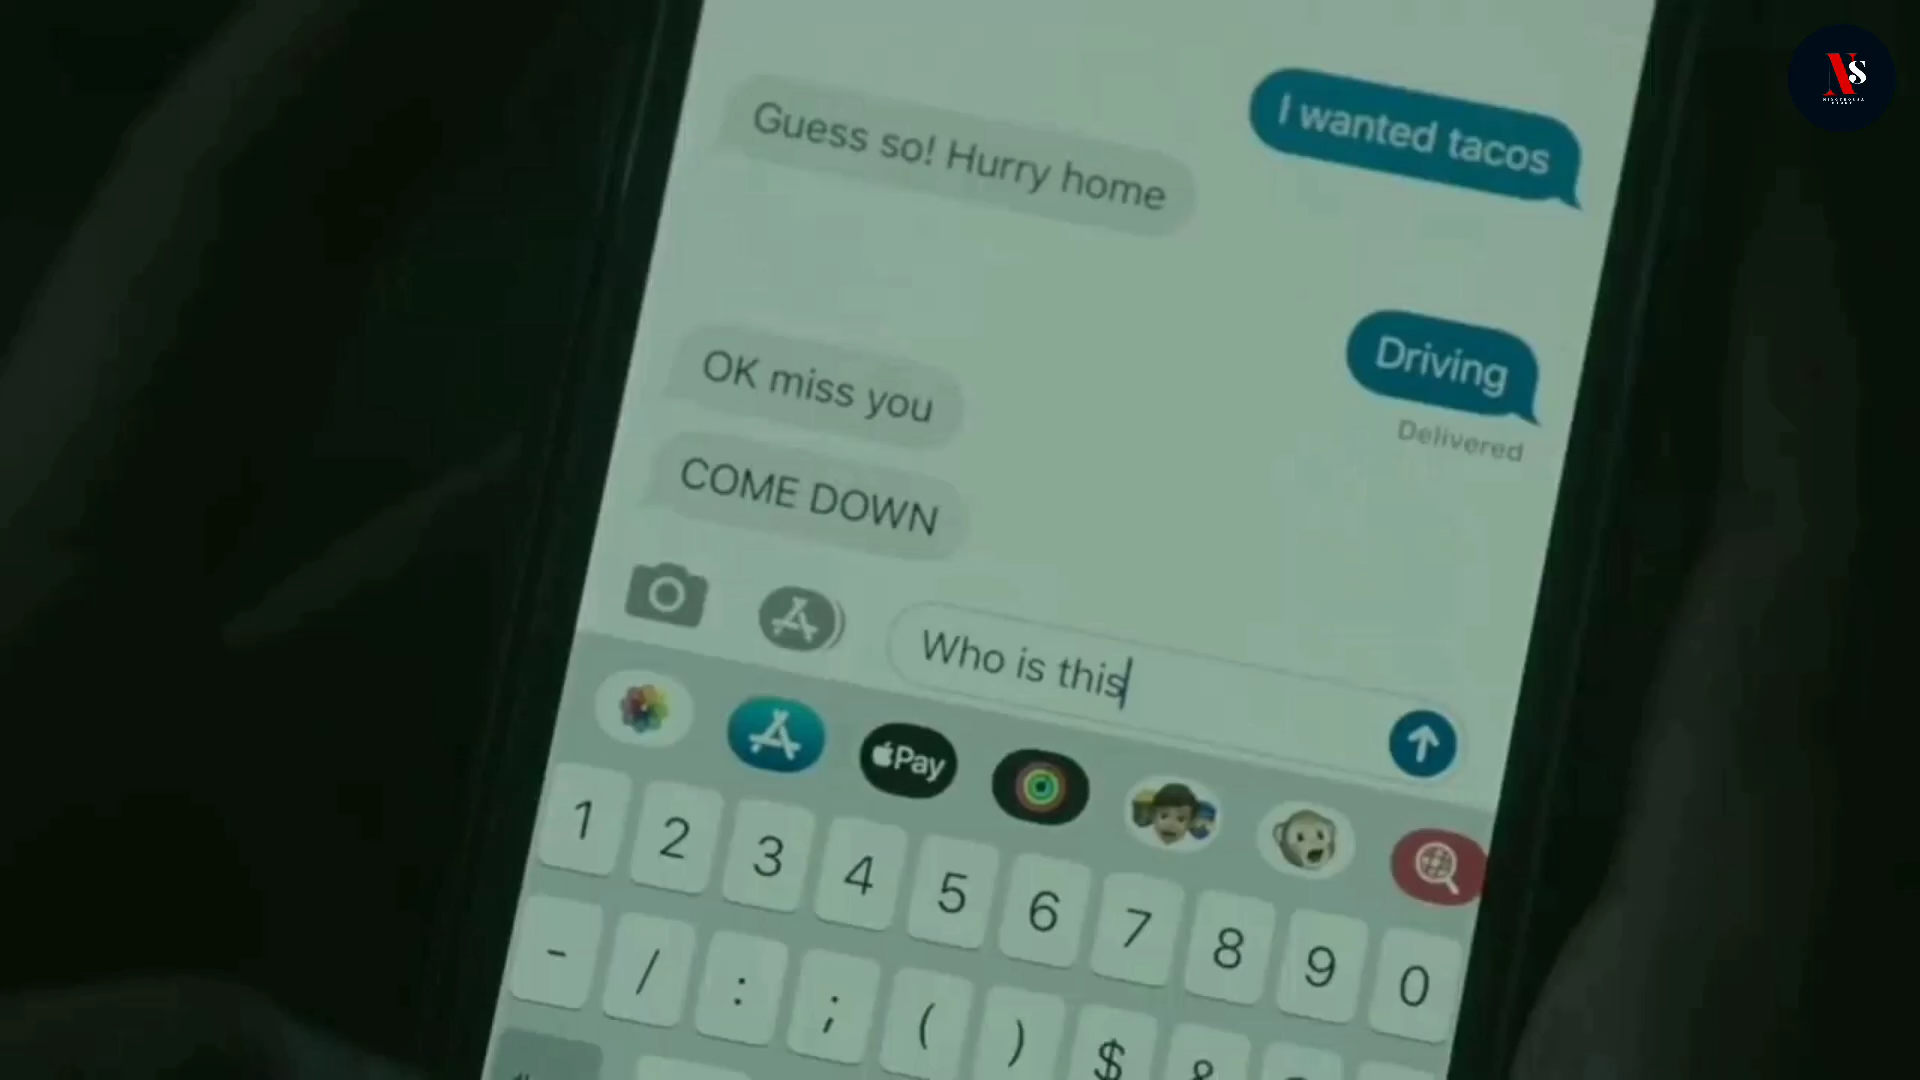 NS
I wanted tacos
Guess so! Hurry home
Driving
Delivered
OK miss you
COME DOWN
Who is this
Pay
1 2 3 4 5 6 7 8 9 0
- / : ; ( ) $ &